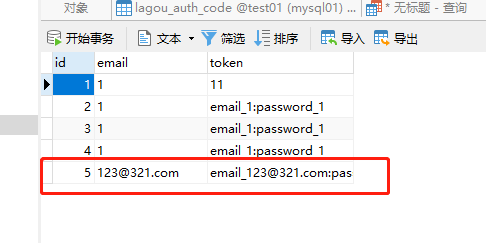 对象 lagou_auth_code @test01 (mysql01) ... * 无标题 - 查询
开始事务 文本 筛选 排序 导入 导出
id email token
1 1 11
2 1 email_1:password_1
3 1 email_1:password_1
4 1 email_1:password_1
5 123@321.com email_123@321.com:pas